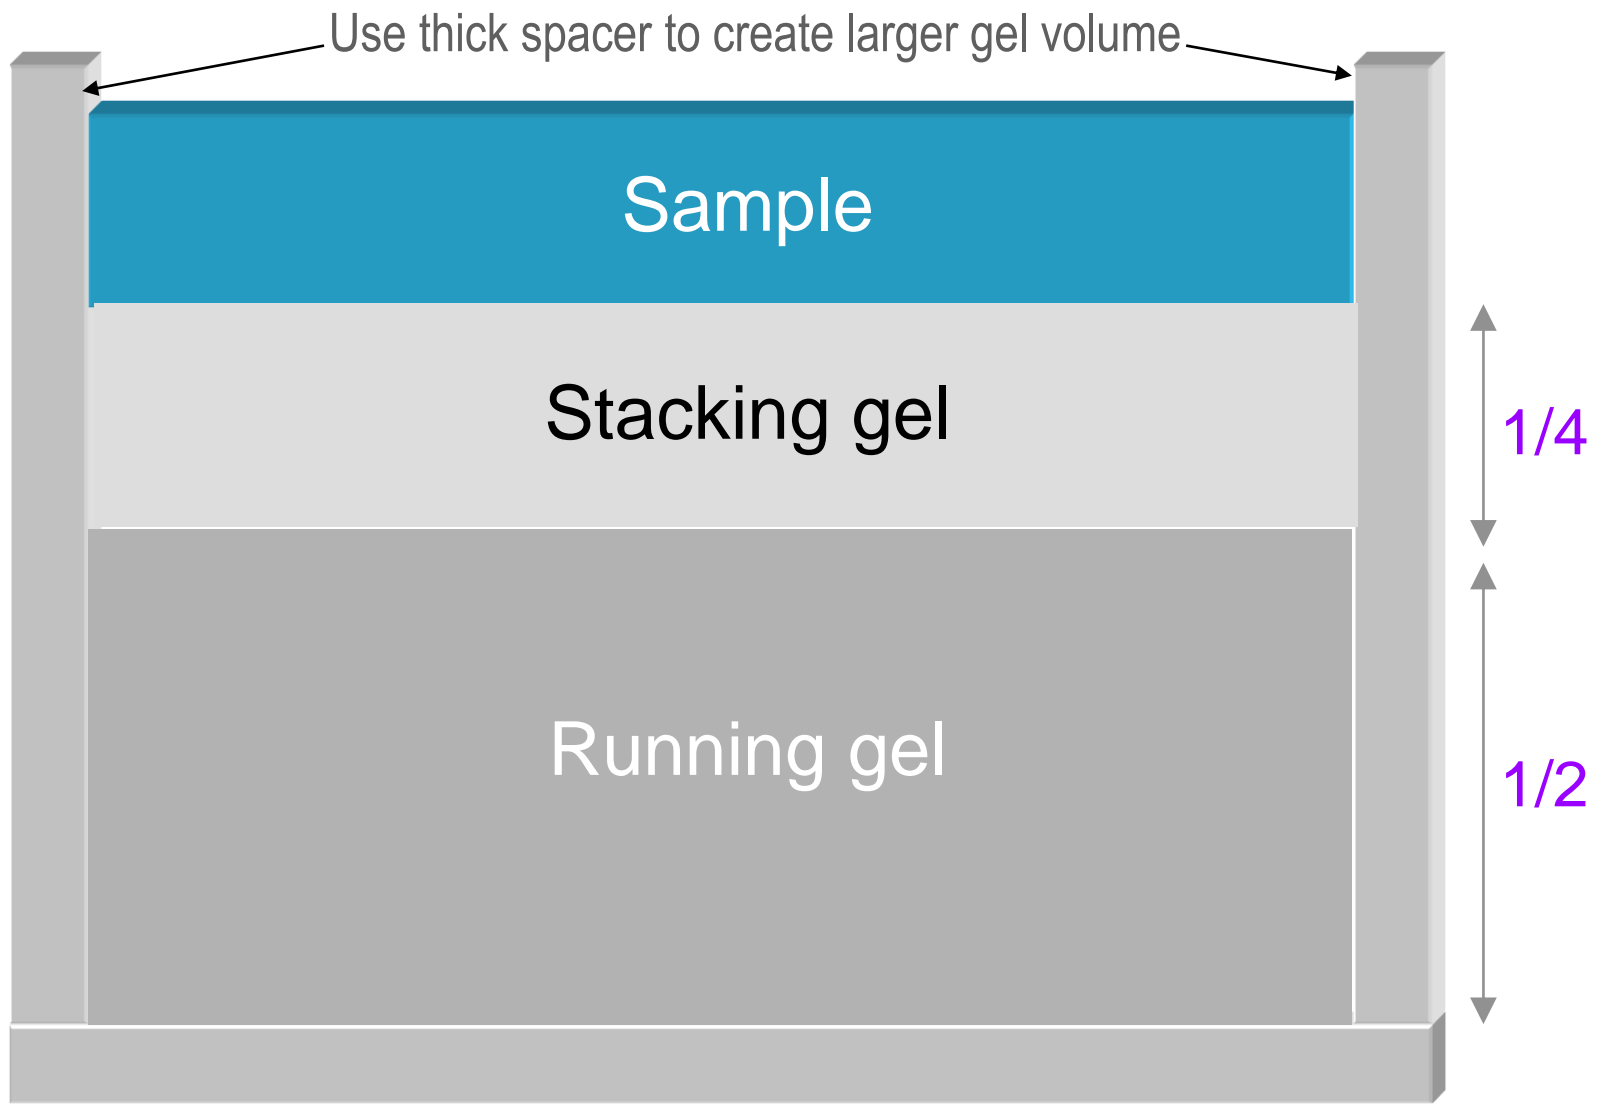 Use thick spacer to create larger gel volume
Sample
Stacking gel
1/4
Running gel
1/2